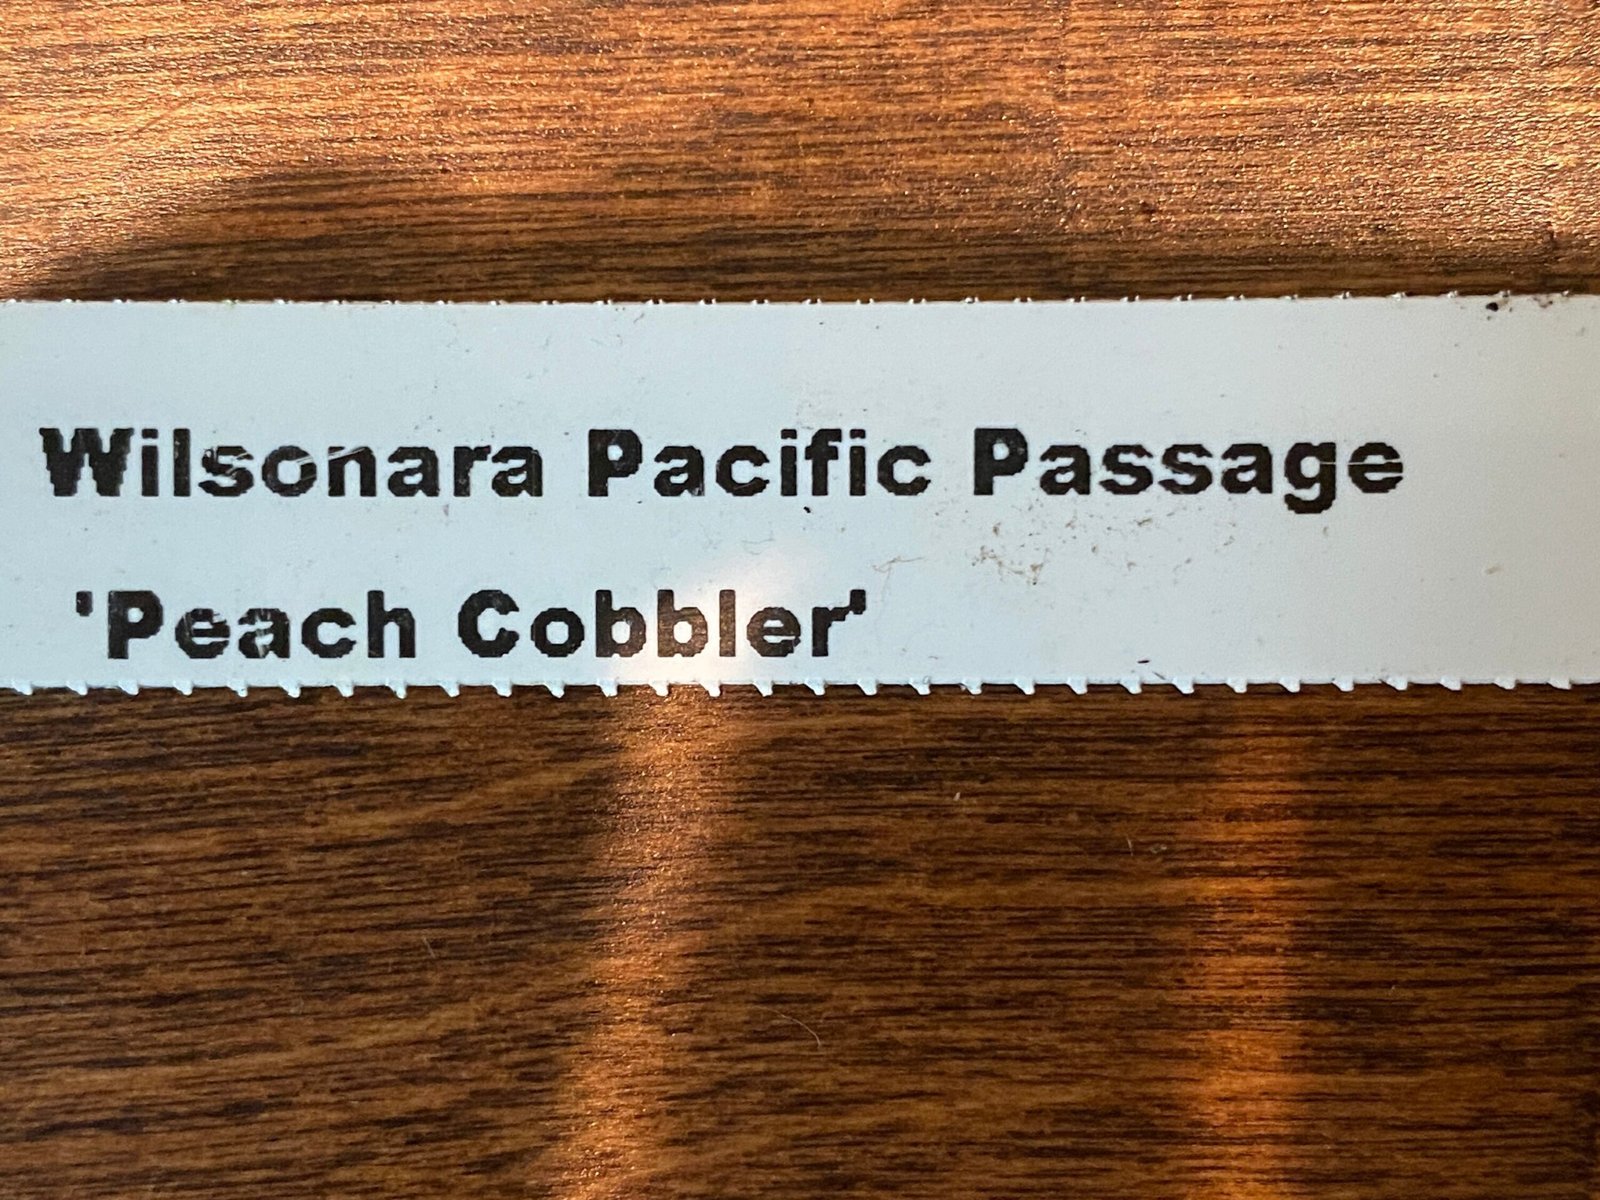 Wilsonara Pacific Passage
'Peach Cobbler'